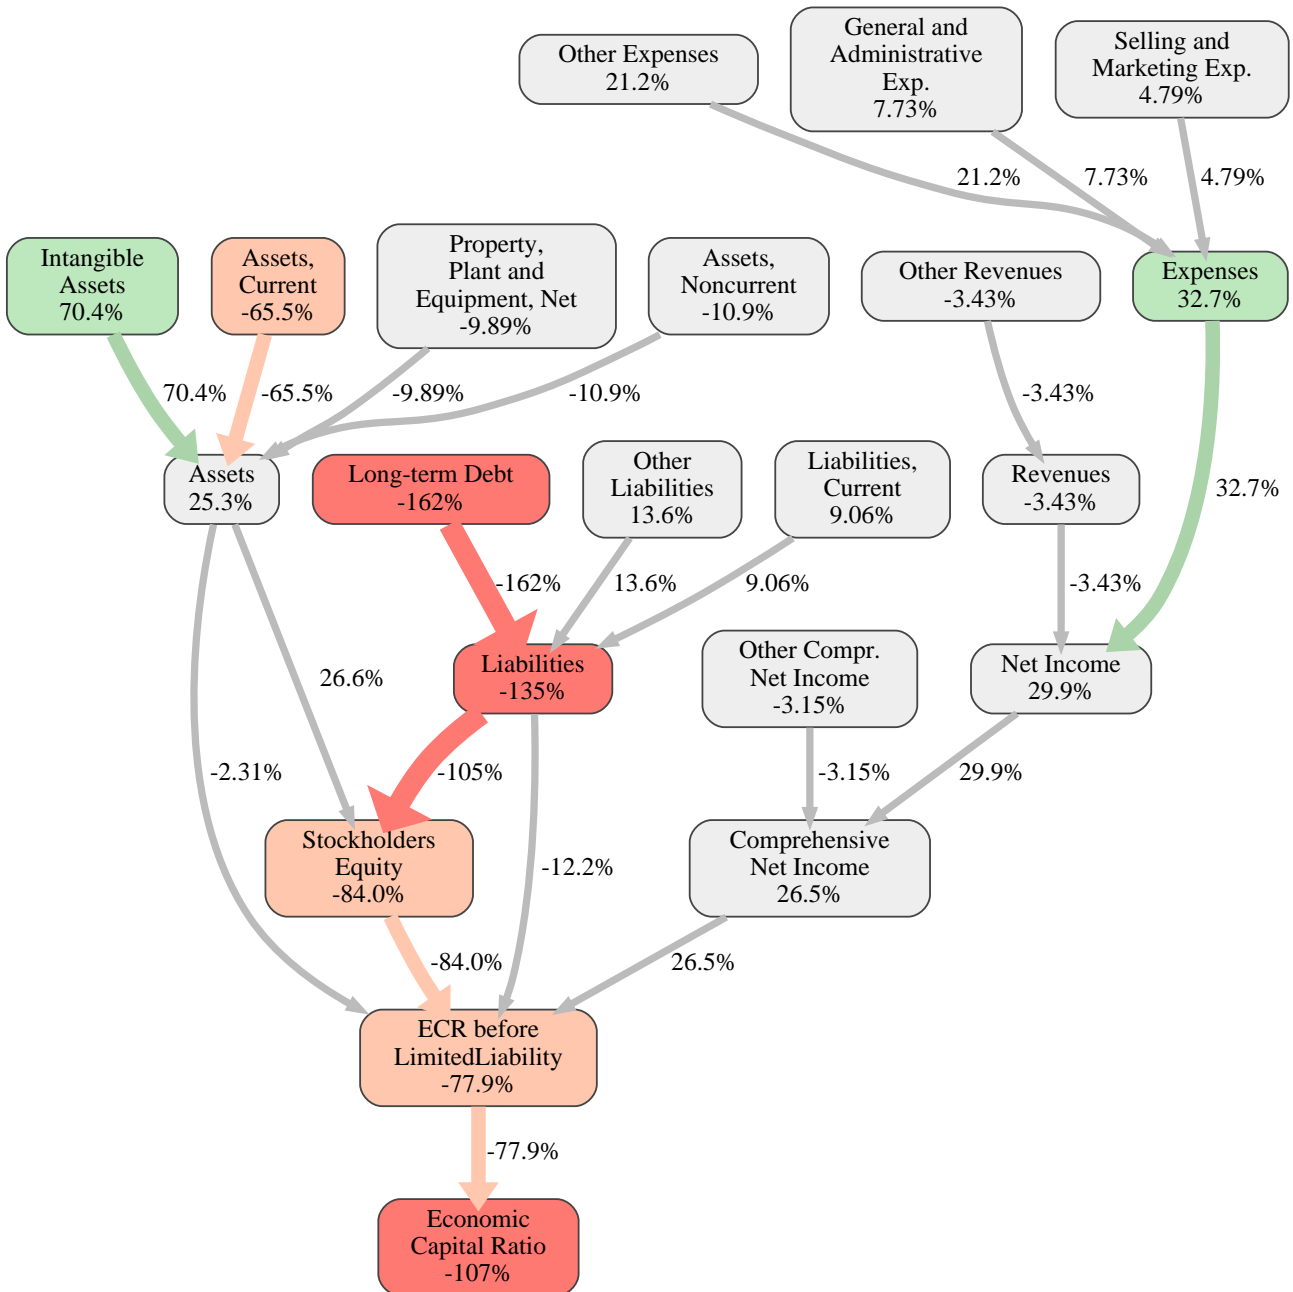 Other Expenses
21.2%
General and
Administrative
Exp.
7.73%
Selling and
Marketing Exp.
4.79%
21.2%
7.73%
4.79%
Intangible
Assets
70.4%
Assets,
Current
-65.5%
Property,
Plant and
Equipment, Net
-9.89%
Assets,
Noncurrent
-10.9%
Other Revenues
-3.43%
Expenses
32.7%
70.4%
-65.5%
-9.89%
-10.9%
-3.43%
32.7%
Assets
25.3%
Long-term Debt
-162%
Other
Liabilities
13.6%
Liabilities,
Current
9.06%
Revenues
-3.43%
-162%
13.6%
9.06%
-3.43%
26.6%
Liabilities
-135%
Other Compr.
Net Income
-3.15%
Net Income
29.9%
-2.31%
-105%
-3.15%
29.9%
Stockholders
Equity
-84.0%
-12.2%
Comprehensive
Net Income
26.5%
-84.0%
26.5%
ECR before
LimitedLiability
-77.9%
-77.9%
Economic
Capital Ratio
-107%